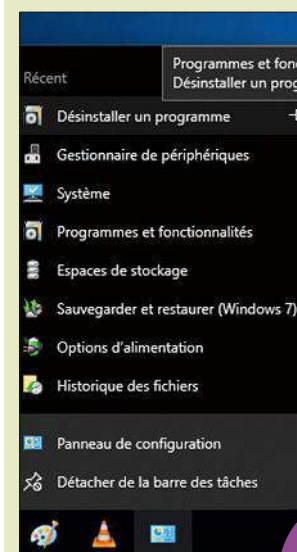 Récent
Programmes et fonc
Désinstaller un prog
Désinstaller un programme
Gestionnaire de périphériques
Système
Programmes et fonctionnalités
Espaces de stockage
Sauvegarder et restaurer (Windows 7)
Options d'alimentation
Historique des fichiers
Panneau de configuration
Détacher de la barre des tâches